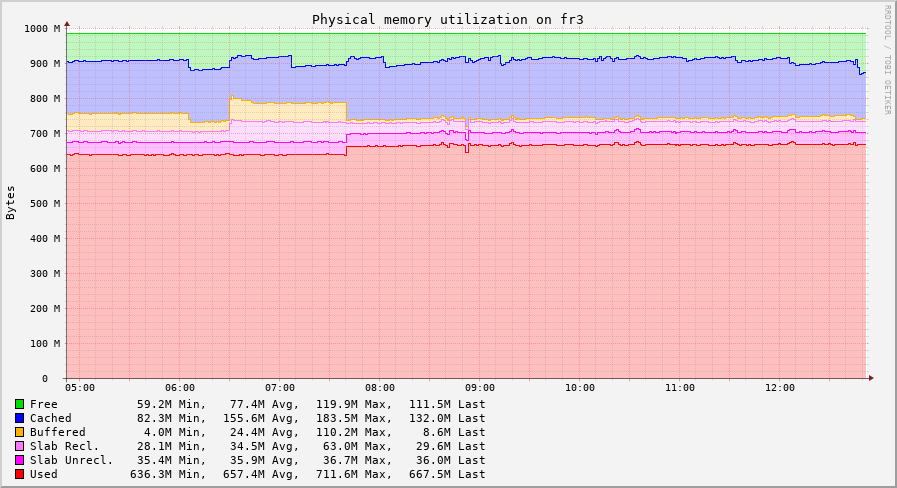 Physical memory utilization on fr3
RRDTOOL / TOBI OETIKER
Bytes
1000 M
900 M
800 M
700 M
600 M
500 M
400 M
300 M
200 M
100 M
0
05:00 06:00 07:00 08:00 09:00 10:00 11:00 12:00
Free 59.2M Min, 77.4M Avg, 119.9M Max, 111.5M Last
Cached 82.3M Min, 155.6M Avg, 183.5M Max, 132.0M Last
Buffered 4.0M Min, 24.4M Avg, 110.2M Max, 8.6M Last
Slab Recl. 28.1M Min, 34.5M Avg, 63.0M Max, 29.6M Last
Slab Unrecl. 35.4M Min, 35.9M Avg, 36.7M Max, 36.0M Last
Used 636.3M Min, 657.4M Avg, 711.6M Max, 667.5M Last